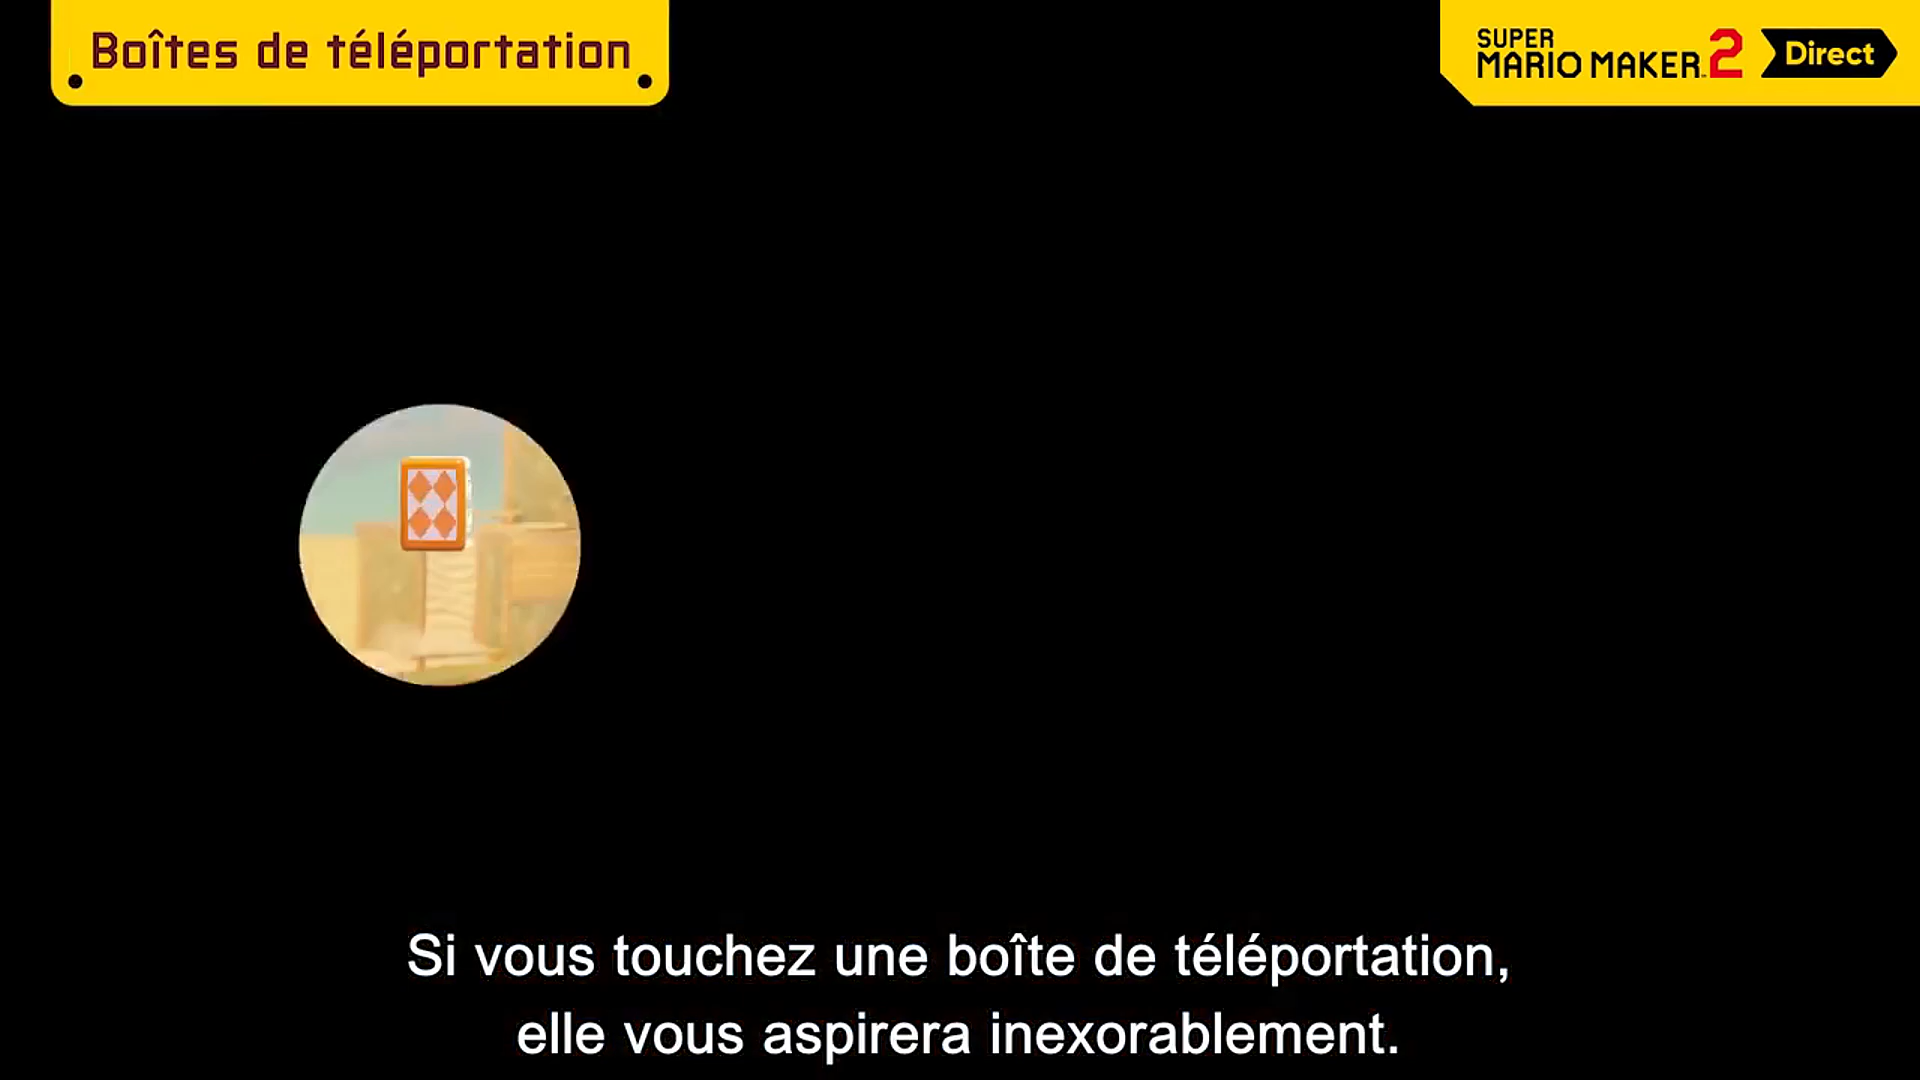 Boîtes de téléportation
SUPER
MARIO MAKER 2
Direct
Si vous touchez une boîte de téléportation,
elle vous aspirera inexorablement.